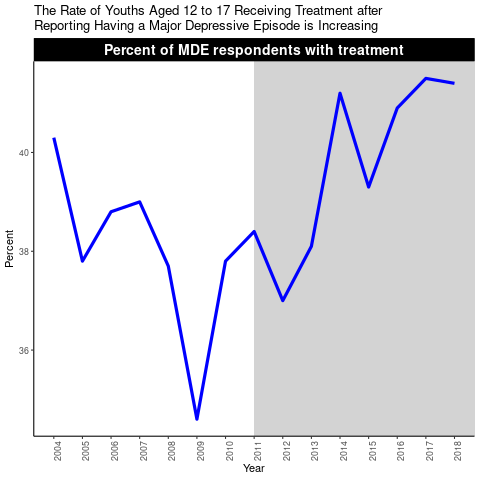 The Rate of Youths Aged 12 to 17 Receiving Treatment after
Reporting Having a Major Depressive Episode is Increasing
Percent of MDE respondents with treatment
Percent
40
38
36
2004 2005 2006 2007 2008 2009 2010 2011 2012 2013 2014 2015 2016 2017 2018
Year